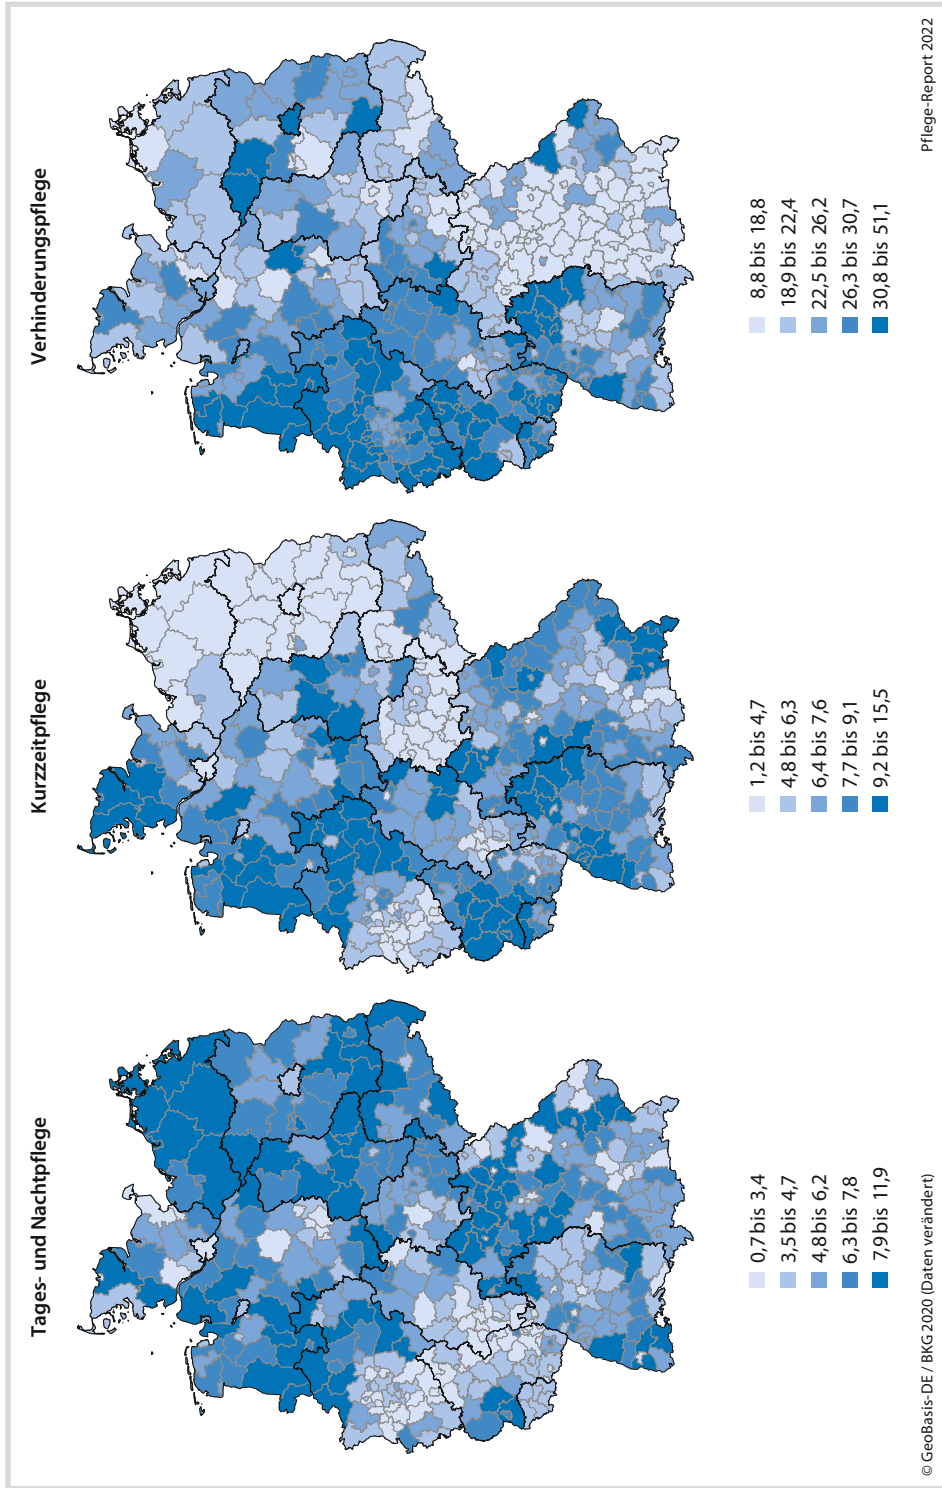 Tages- und Nachtpflege
0,7 bis 3,4
3,5 bis 4,7
4,8 bis 6,2
6,3 bis 7,8
7,9 bis 11,9
Kurzzeitpflege
1,2 bis 4,7
4,8 bis 6,3
6,4 bis 7,6
7,7 bis 9,1
9,2 bis 15,5
Verhinderungspflege
8,8 bis 18,8
18,9 bis 22,4
22,5 bis 26,2
26,3 bis 30,7
30,8 bis 51,1
© GeoBasis-DE / BKG 2020 (Daten verändert)
Pflege-Report 2022